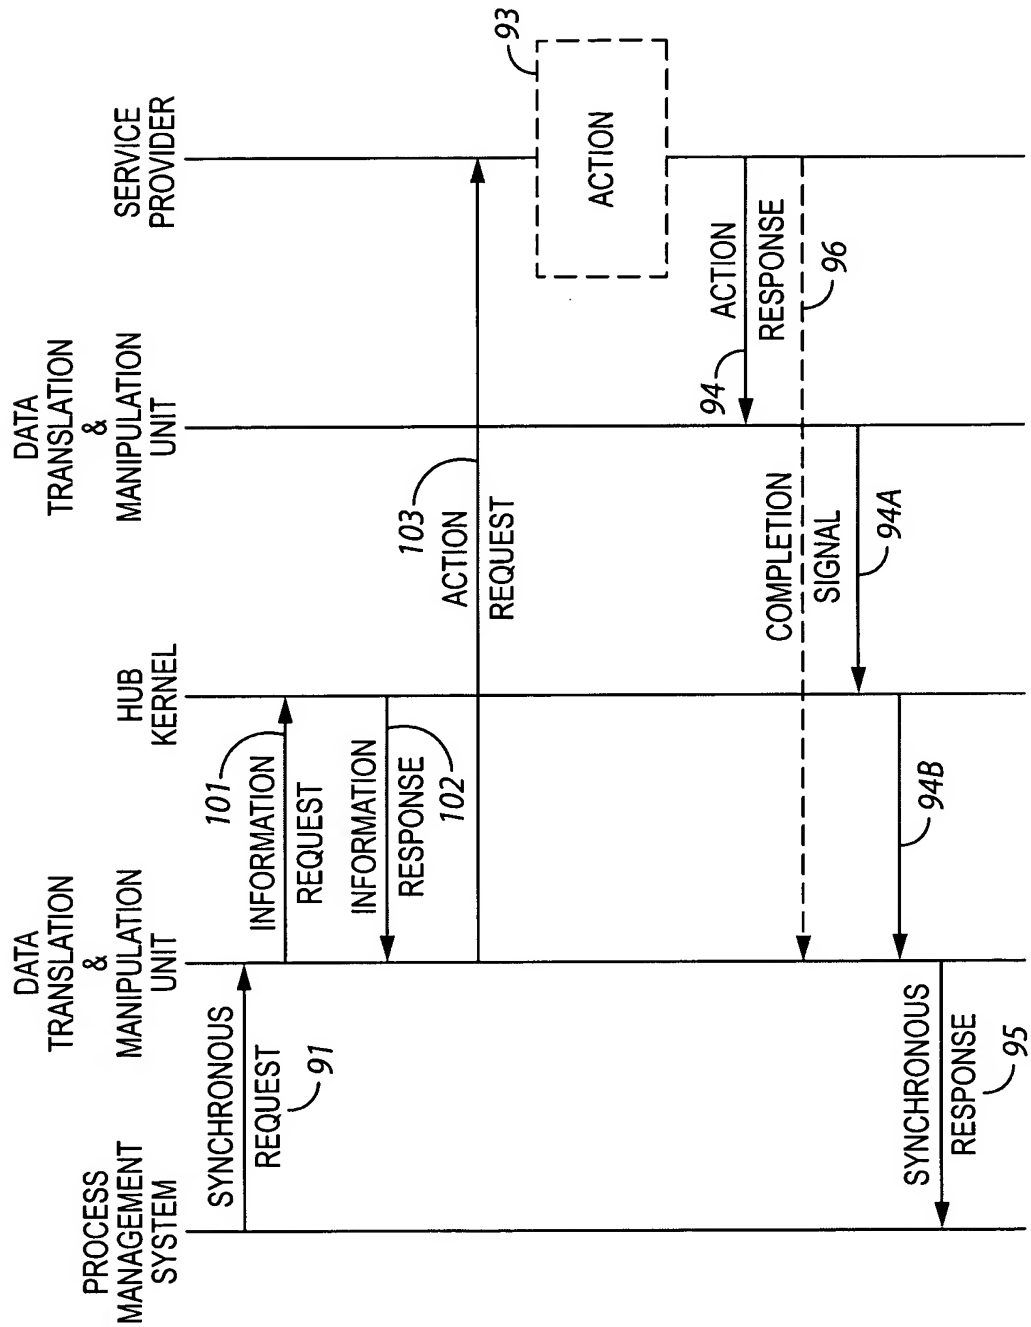 PROCESS
MANAGEMENT
SYSTEM
DATA
TRANSLATION
&
MANIPULATION
UNIT
HUB
KERNEL
DATA
TRANSLATION
&
MANIPULATION
UNIT
SERVICE
PROVIDER
SYNCHRONOUS
REQUEST
91
101
INFORMATION
REQUEST
INFORMATION
RESPONSE
102
103
ACTION
REQUEST
93
ACTION
94
ACTION
RESPONSE
96
COMPLETION
SIGNAL
94A
94B
SYNCHRONOUS
RESPONSE
95